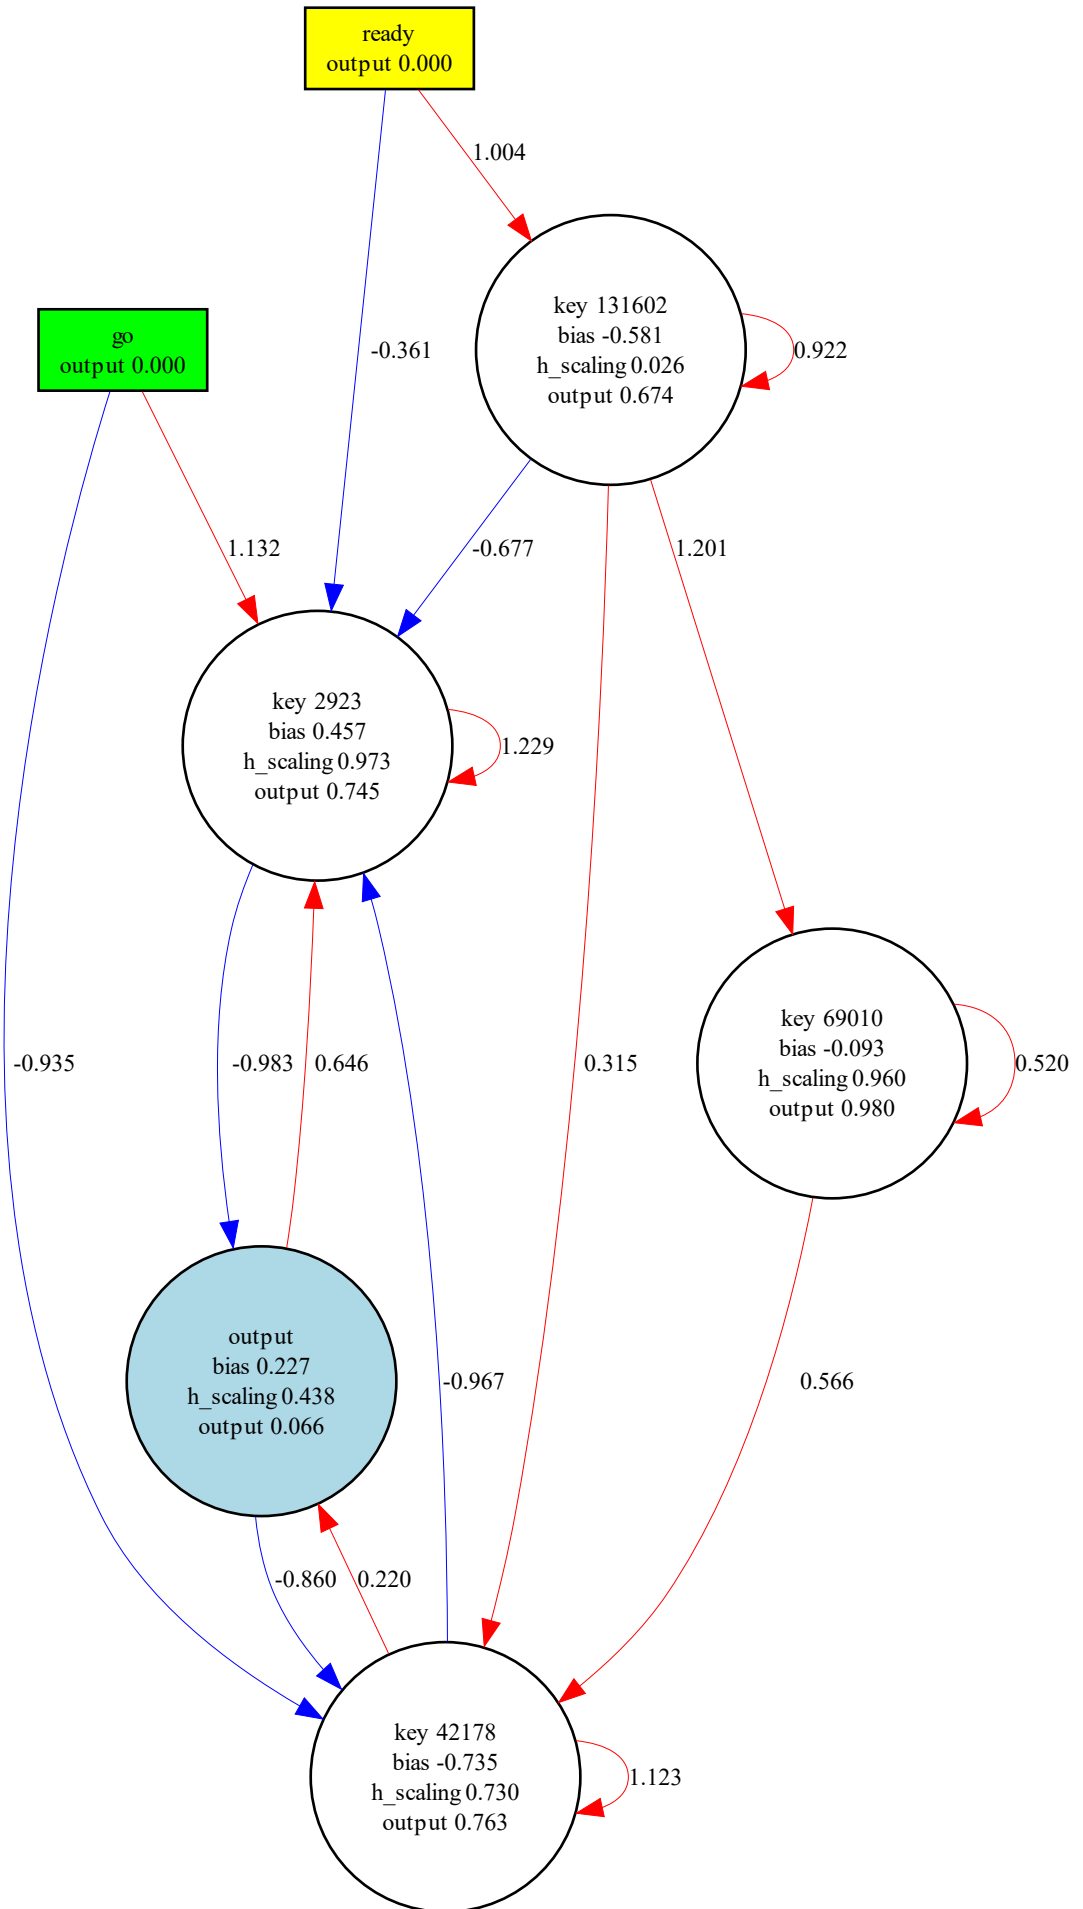 ready
output 0.000
1.004
key 131602
bias -0.581
h_scaling 0.026
output 0.674
0.922
go
output 0.000
-0.361
1.132
-0.677
1.201
key 2923
bias 0.457
h_scaling 0.973
output 0.745
1.229
key 69010
bias -0.093
h_scaling 0.960
output 0.980
0.520
-0.935
-0.983
0.646
0.315
output
bias 0.227
h_scaling 0.438
output 0.066
-0.967
0.566
-0.860
0.220
key 42178
bias -0.735
h_scaling 0.730
output 0.763
1.123